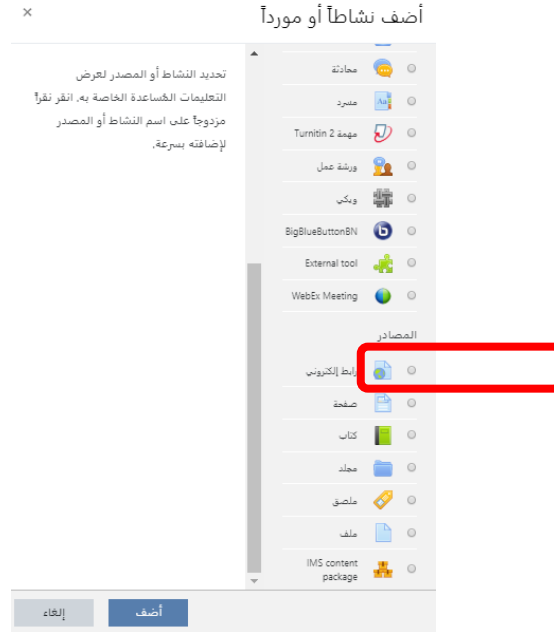 أضف نشاطاً أو مورداً
×
تحديد النشاط أو المصدر لعرض
التعليمات المُساعدة الخاصة به. انقر نقراً
مزدوجاً على اسم النشاط أو المصدر
لإضافته بسرعة.
محادثة
مسرد
مهمة Turnitin 2
ورشة عمل
ويكي
BigBlueButtonBN
External tool
WebEx Meeting
المصادر
رابط إلكتروني
صفحة
كتاب
مجلد
ملصق
ملف
IMS content
package
أضف
إلغاء